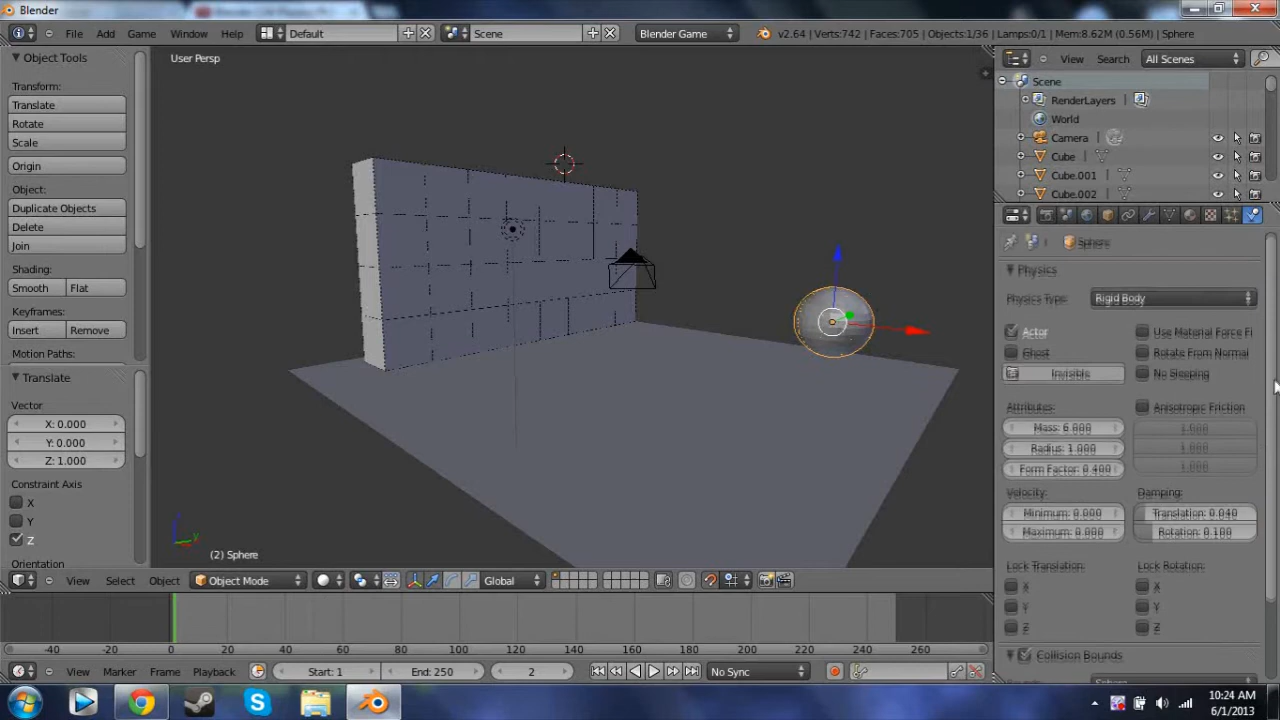 Blender
File Add Game Window Help
Default
Scene
Blender Game
v2.64 | Verts:742 | Faces:705 | Objects:1/36 | Lamps:0/1 | Mem:8.62M (0.56M) | Sphere
Object Tools
Transform:
Translate
Rotate
Scale
Origin
Object:
Duplicate Objects
Delete
Join
Shading:
Smooth Flat
Keyframes:
Insert Remove
Motion Paths:
Translate
Vector
X: 0.000
Y: 0.000
Z: 1.000
Constraint Axis
X
Y
Z
Orientation
User Persp
(2) Sphere
View Search All Scenes
Scene
RenderLayers
World
Camera
Cube
Cube.001
Cube.002
Sphere
Physics
Physics Type: Rigid Body
Actor Use Material Force Fi
Ghost Rotate From Normal
Invisible No Sleeping
Attributes: Anisotropic Friction
Mass: 6.000 1.000
Radius: 1.000 1.000
Form Factor: 0.400 1.000
Velocity: Damping:
Minimum: 0.000 Translation: 0.040
Maximum: 0.000 Rotation: 0.100
Lock Translation: Lock Rotation:
X X
Y Y
Z Z
Collision Bounds
Bounds: Sphere
View Select Object Object Mode Global
-40 -20 0 20 40 60 80 100 120 140 160 180 200 220 240 260
View Marker Frame Playback Start: 1 End: 250 2 No Sync
10:24 AM
6/1/2013